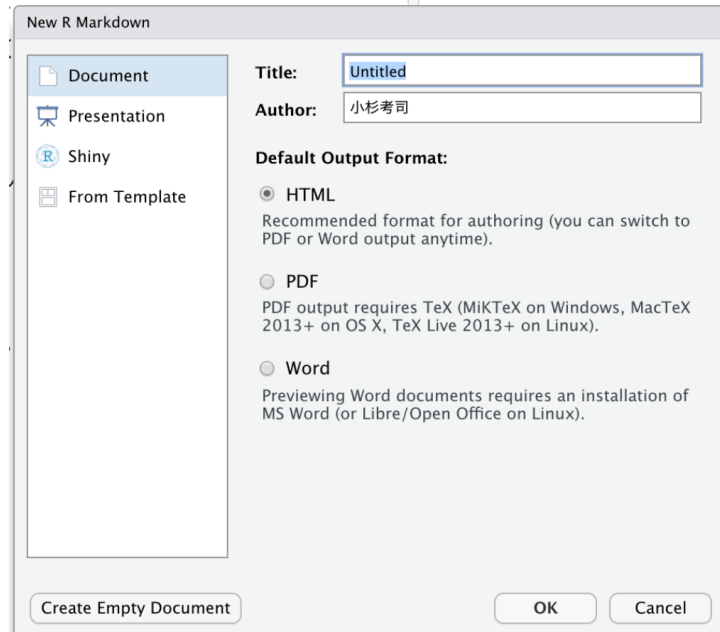 New R Markdown
Document
Presentation
Shiny
From Template
Title:
Untitled
Author:
小杉考司
Default Output Format:
HTML
Recommended format for authoring (you can switch to
PDF or Word output anytime).
PDF
PDF output requires TeX (MiKTeX on Windows, MacTeX
2013+ on OS X, TeX Live 2013+ on Linux).
Word
Previewing Word documents requires an installation of
MS Word (or Libre/Open Office on Linux).
Create Empty Document
OK
Cancel